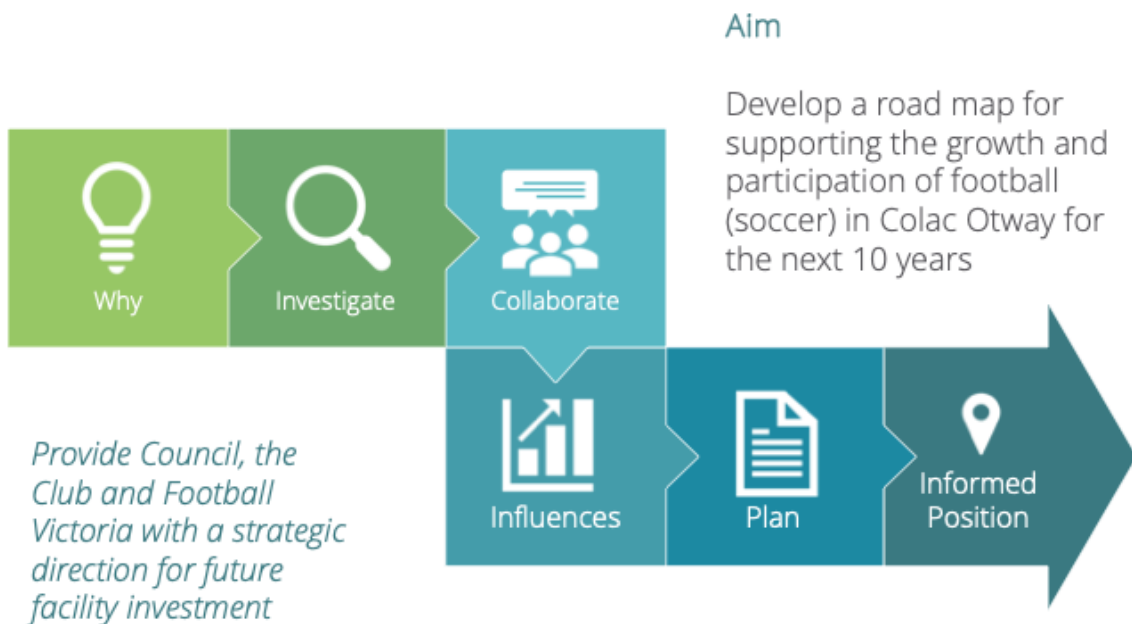 Aim
Develop a road map for
supporting the growth and
participation of football
(soccer) in Colac Otway for
the next 10 years
Why
Investigate
Collaborate
Influences
Plan
Informed
Position
Provide Council, the
Club and Football
Victoria with a strategic
direction for future
facility investment